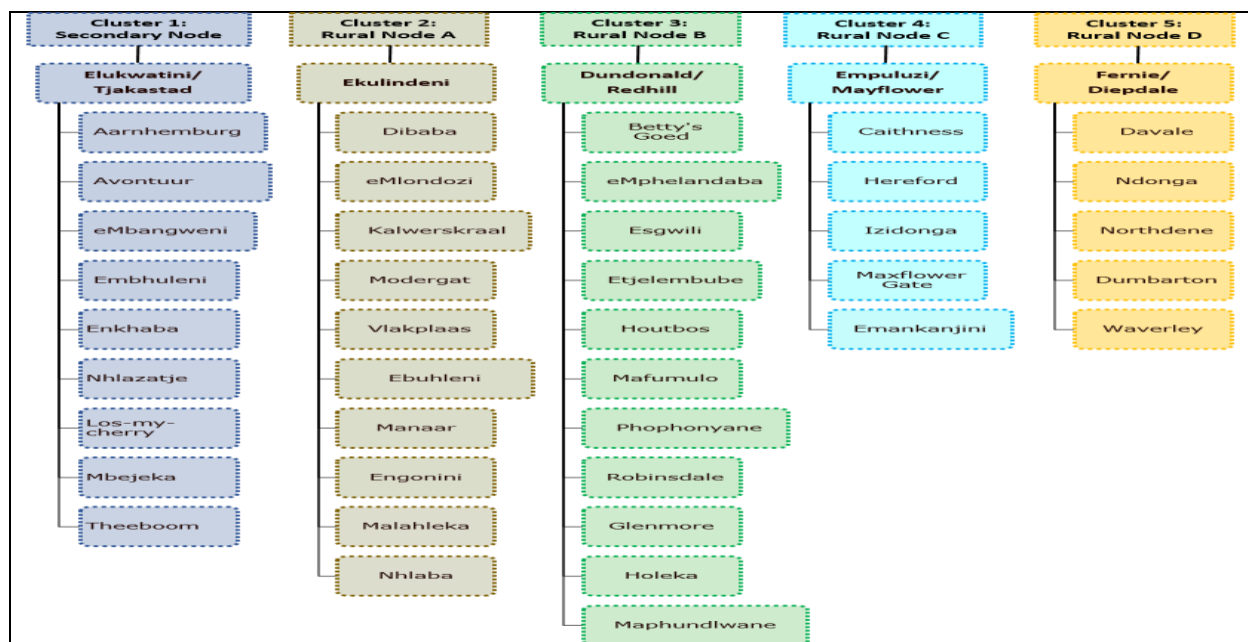 Cluster 1:
Secondary Node
Elukwatini/
Tjakastad
Aarnhemburg
Avontuur
eMbangweni
Embhuleni
Enkhaba
Nhlazatje
Los-my-
cherry
Mbejeka
Theeboom
Cluster 2:
Rural Node A
Ekulindeni
Dibaba
eMlondozi
Kalwerskraal
Modergat
Vlakplaas
Ebuhleni
Manaar
Engonini
Malahleka
Nhlaba
Cluster 3:
Rural Node B
Dundonald/
Redhill
Betty's
Goed
eMphelandaba
Esgwili
Etjelembube
Houtbos
Mafumulo
Phophonyane
Robinsdale
Glenmore
Holeka
Maphundlwane
Cluster 4:
Rural Node C
Empuluzi/
Mayflower
Caithness
Hereford
Izidonga
Maxflower
Gate
Emankanjini
Cluster 5:
Rural Node D
Fernie/
Diepdale
Davale
Ndonga
Northdene
Dumbarton
Waverley